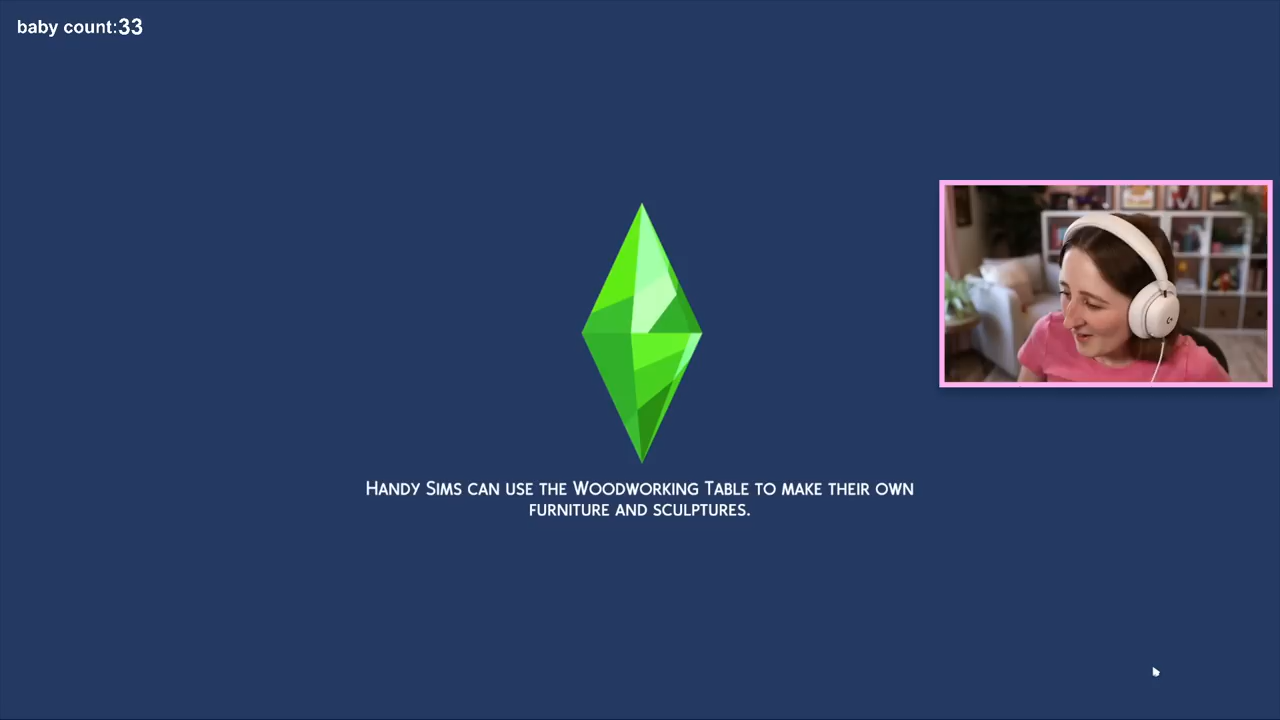 baby count:33
Handy Sims can use the Woodworking Table to make their own
furniture and sculptures.